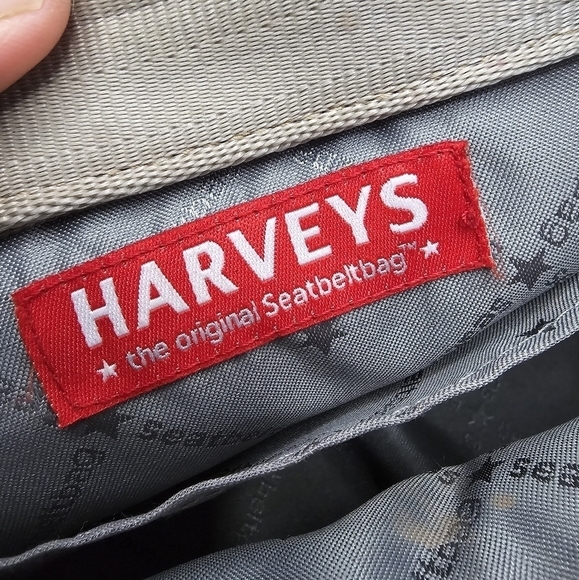 HARVEYS
★ the original Seatbeltbag™ ★